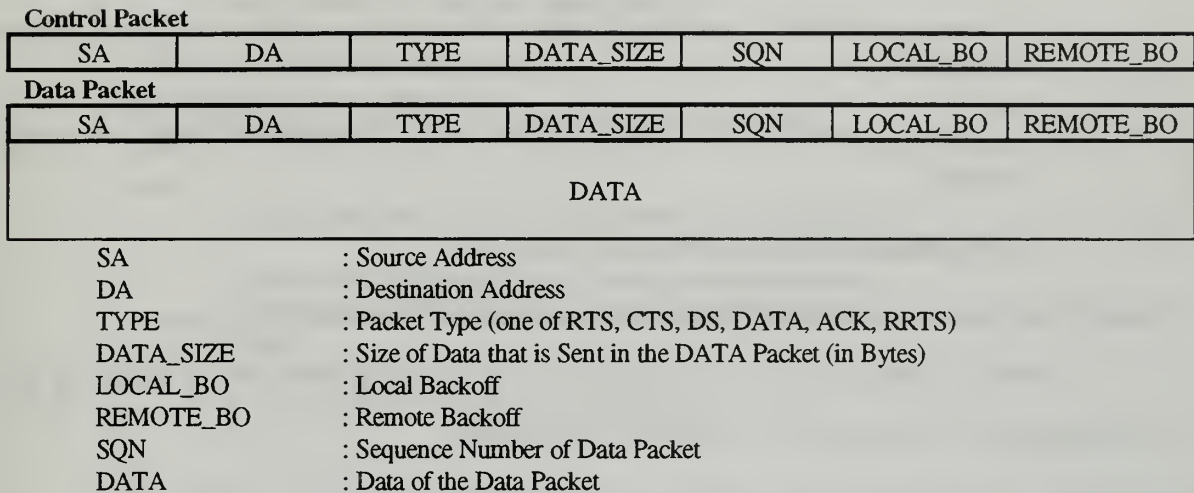 Control Packet
SA DA TYPE DATA_SIZE SQN LOCAL_BO REMOTE_BO
Data Packet
SA DA TYPE DATA_SIZE SQN LOCAL_BO REMOTE_BO
DATA
SA : Source Address
DA : Destination Address
TYPE : Packet Type (one of RTS, CTS, DS, DATA, ACK, RRTS)
DATA_SIZE : Size of Data that is Sent in the DATA Packet (in Bytes)
LOCAL_BO : Local Backoff
REMOTE_BO : Remote Backoff
SQN : Sequence Number of Data Packet
DATA : Data of the Data Packet